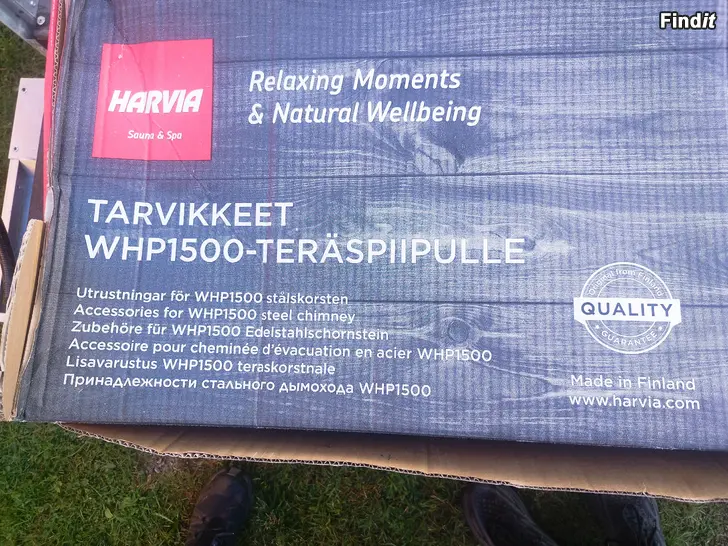 Findit
HARVIA
Sauna & Spa
Relaxing Moments
& Natural Wellbeing
TARVIKKEET
WHP1500-TERÄSPIIPULLE
Utrustningar för WHP1500 stålskorsten
Accessories for WHP1500 steel chimney
Zubehöre für WHP1500 Edelstahlschornstein
Accessoire pour cheminée d'évacuation en acier WHP1500
Lisavarustus WHP1500 teraskorstnale
Принадлежности стального дымохода WHP1500
from Finland
QUALITY
GUARANTEE
Made in Finland
www.harvia.com